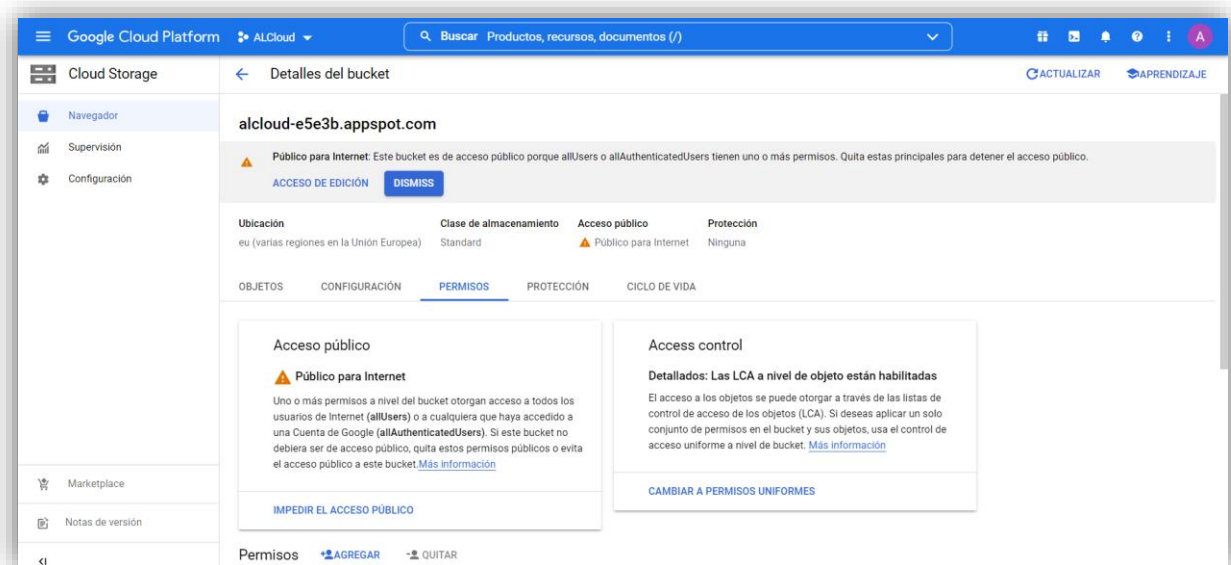 Google Cloud Platform ALCloud Buscar Productos, recursos, documentos (/) A
Cloud Storage Detalles del bucket ACTUALIZAR APRENDIZAJE
Navegador
Supervisión
Configuración
alcloud-e5e3b.appspot.com
Público para Internet: Este bucket es de acceso público porque allUsers o allAuthenticatedUsers tienen uno o más permisos. Quita estas principales para detener el acceso público.
ACCESO DE EDICIÓN DISMISS
Ubicación Clase de almacenamiento Acceso público Protección
eu (varias regiones en la Unión Europea) Standard Público para Internet Ninguna
OBJETOS CONFIGURACIÓN PERMISOS PROTECCIÓN CICLO DE VIDA
Acceso público
Público para Internet
Uno o más permisos a nivel del bucket otorgan acceso a todos los
usuarios de Internet (allUsers) o a cualquiera que haya accedido a
una Cuenta de Google (allAuthenticatedUsers). Si este bucket no
debiera ser de acceso público, quita estos permisos públicos o evita
el acceso público a este bucket.Más información
IMPEDIR EL ACCESO PÚBLICO
Access control
Detallados: Las LCA a nivel de objeto están habilitadas
El acceso a los objetos se puede otorgar a través de las listas de
control de acceso de los objetos (LCA). Si deseas aplicar un solo
conjunto de permisos en el bucket y sus objetos, usa el control de
acceso uniforme a nivel de bucket. Más información
CAMBIAR A PERMISOS UNIFORMES
Marketplace
Notas de versión
Permisos AGREGAR QUITAR